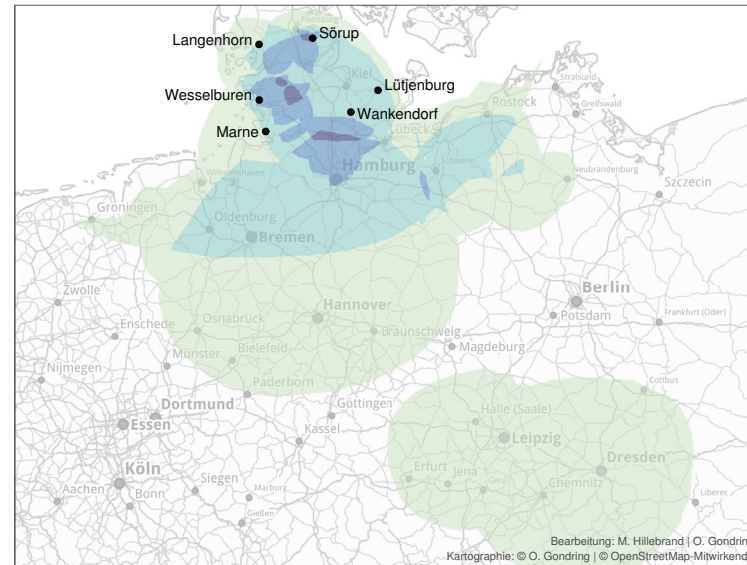 Flensburg
Sörup
Langenhorn
Kiel
Lütjenburg
Wesselburen
Wankendorf
Marne
Stralsund
Rostock
Greifswald
Lübeck
Hamburg
Wilhelmshaven
Schwerin
Neubrandenburg
Szczecin
Groningen
Oldenburg
Bremen
Zwolle
Berlin
Hannover
Potsdam
Frankfurt (Oder)
Enschede
Osnabrück
Braunschweig
Bielefeld
Magdeburg
Münster
Nijmegen
Paderborn
Cottbus
Dortmund
Göttingen
Halle (Saale)
Essen
Kassel
Leipzig
Dresden
Köln
Siegen
Erfurt
Jena
Gera
Chemnitz
Aachen
Bonn
Marburg
Liberec
Gießen
Bearbeitung: M. Hillebrand | O. Gondrin
Kartographie: © O. Gondring | © OpenStreetMap-Mitwirkend